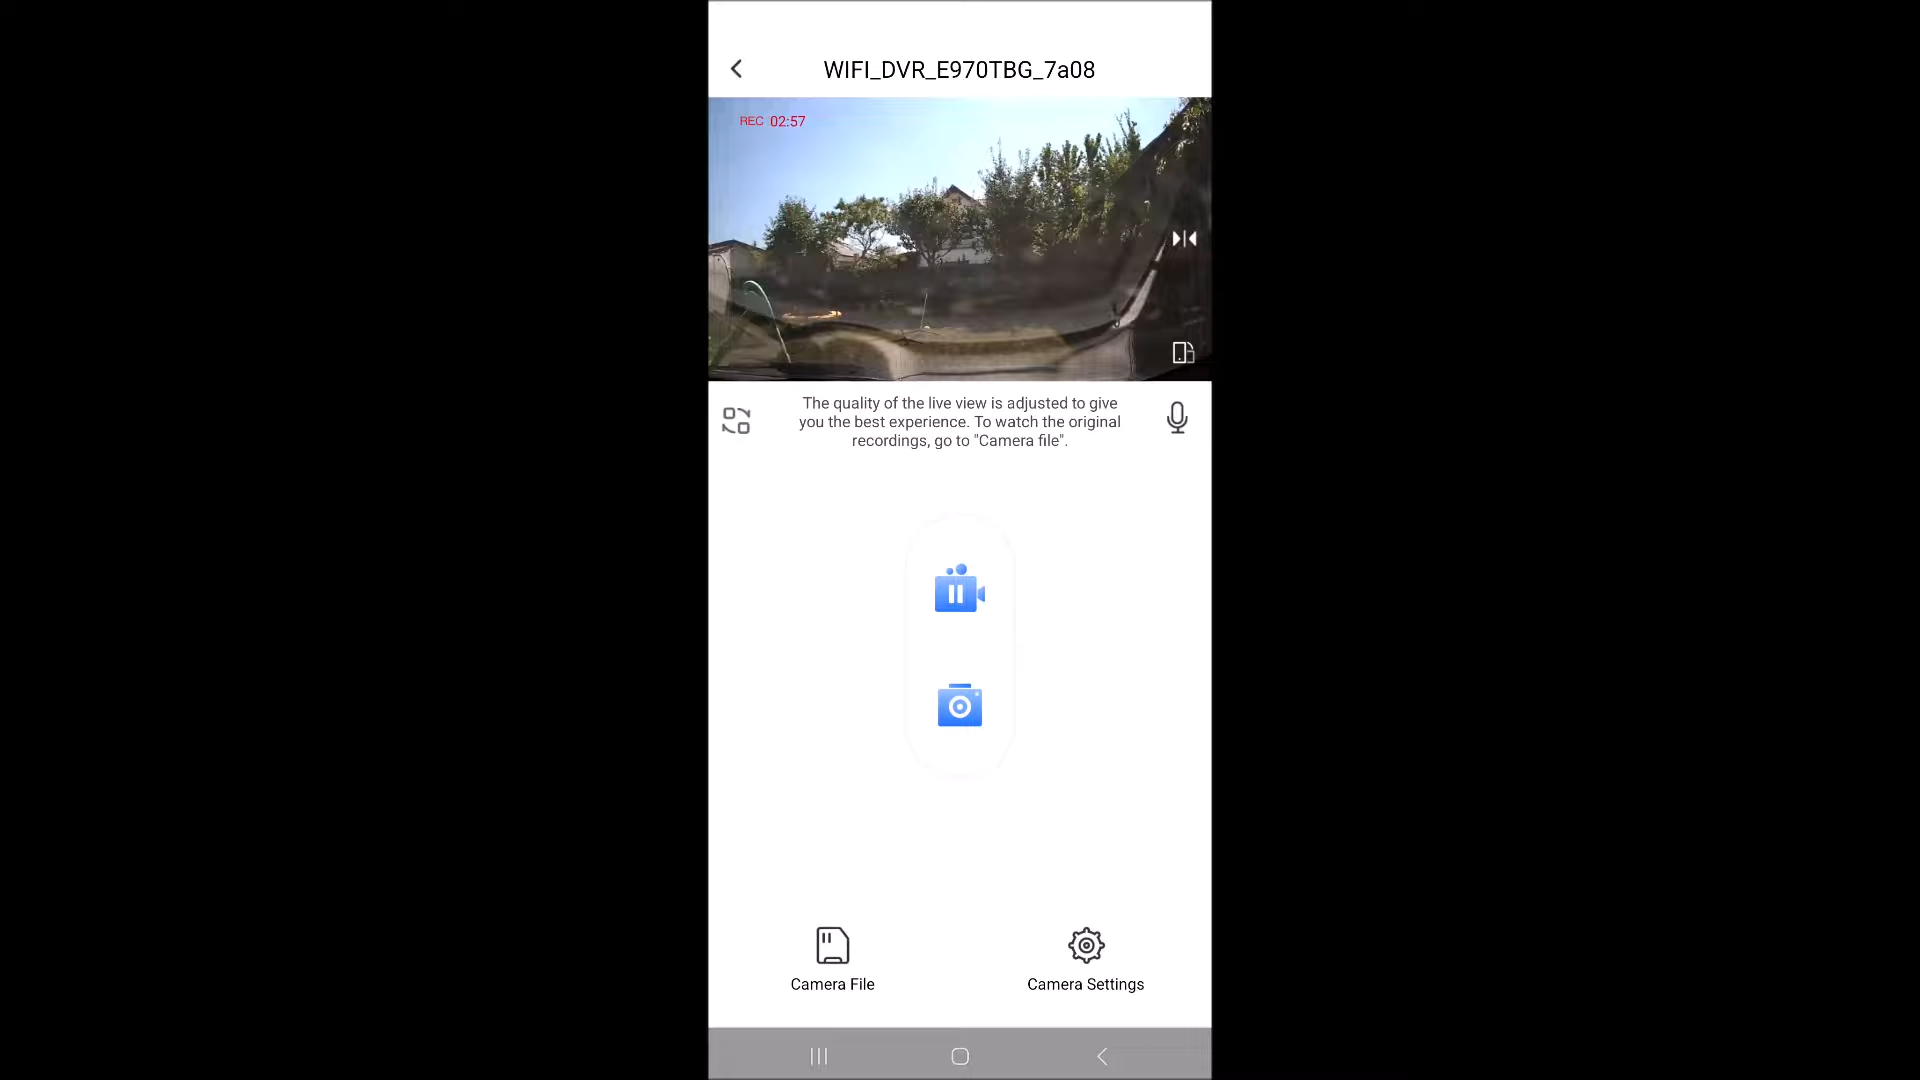 WIFI_DVR_E970TBG_7a08
REC 02:57
The quality of the live view is adjusted to give
you the best experience. To watch the original
recordings, go to "Camera file".
Camera File
Camera Settings